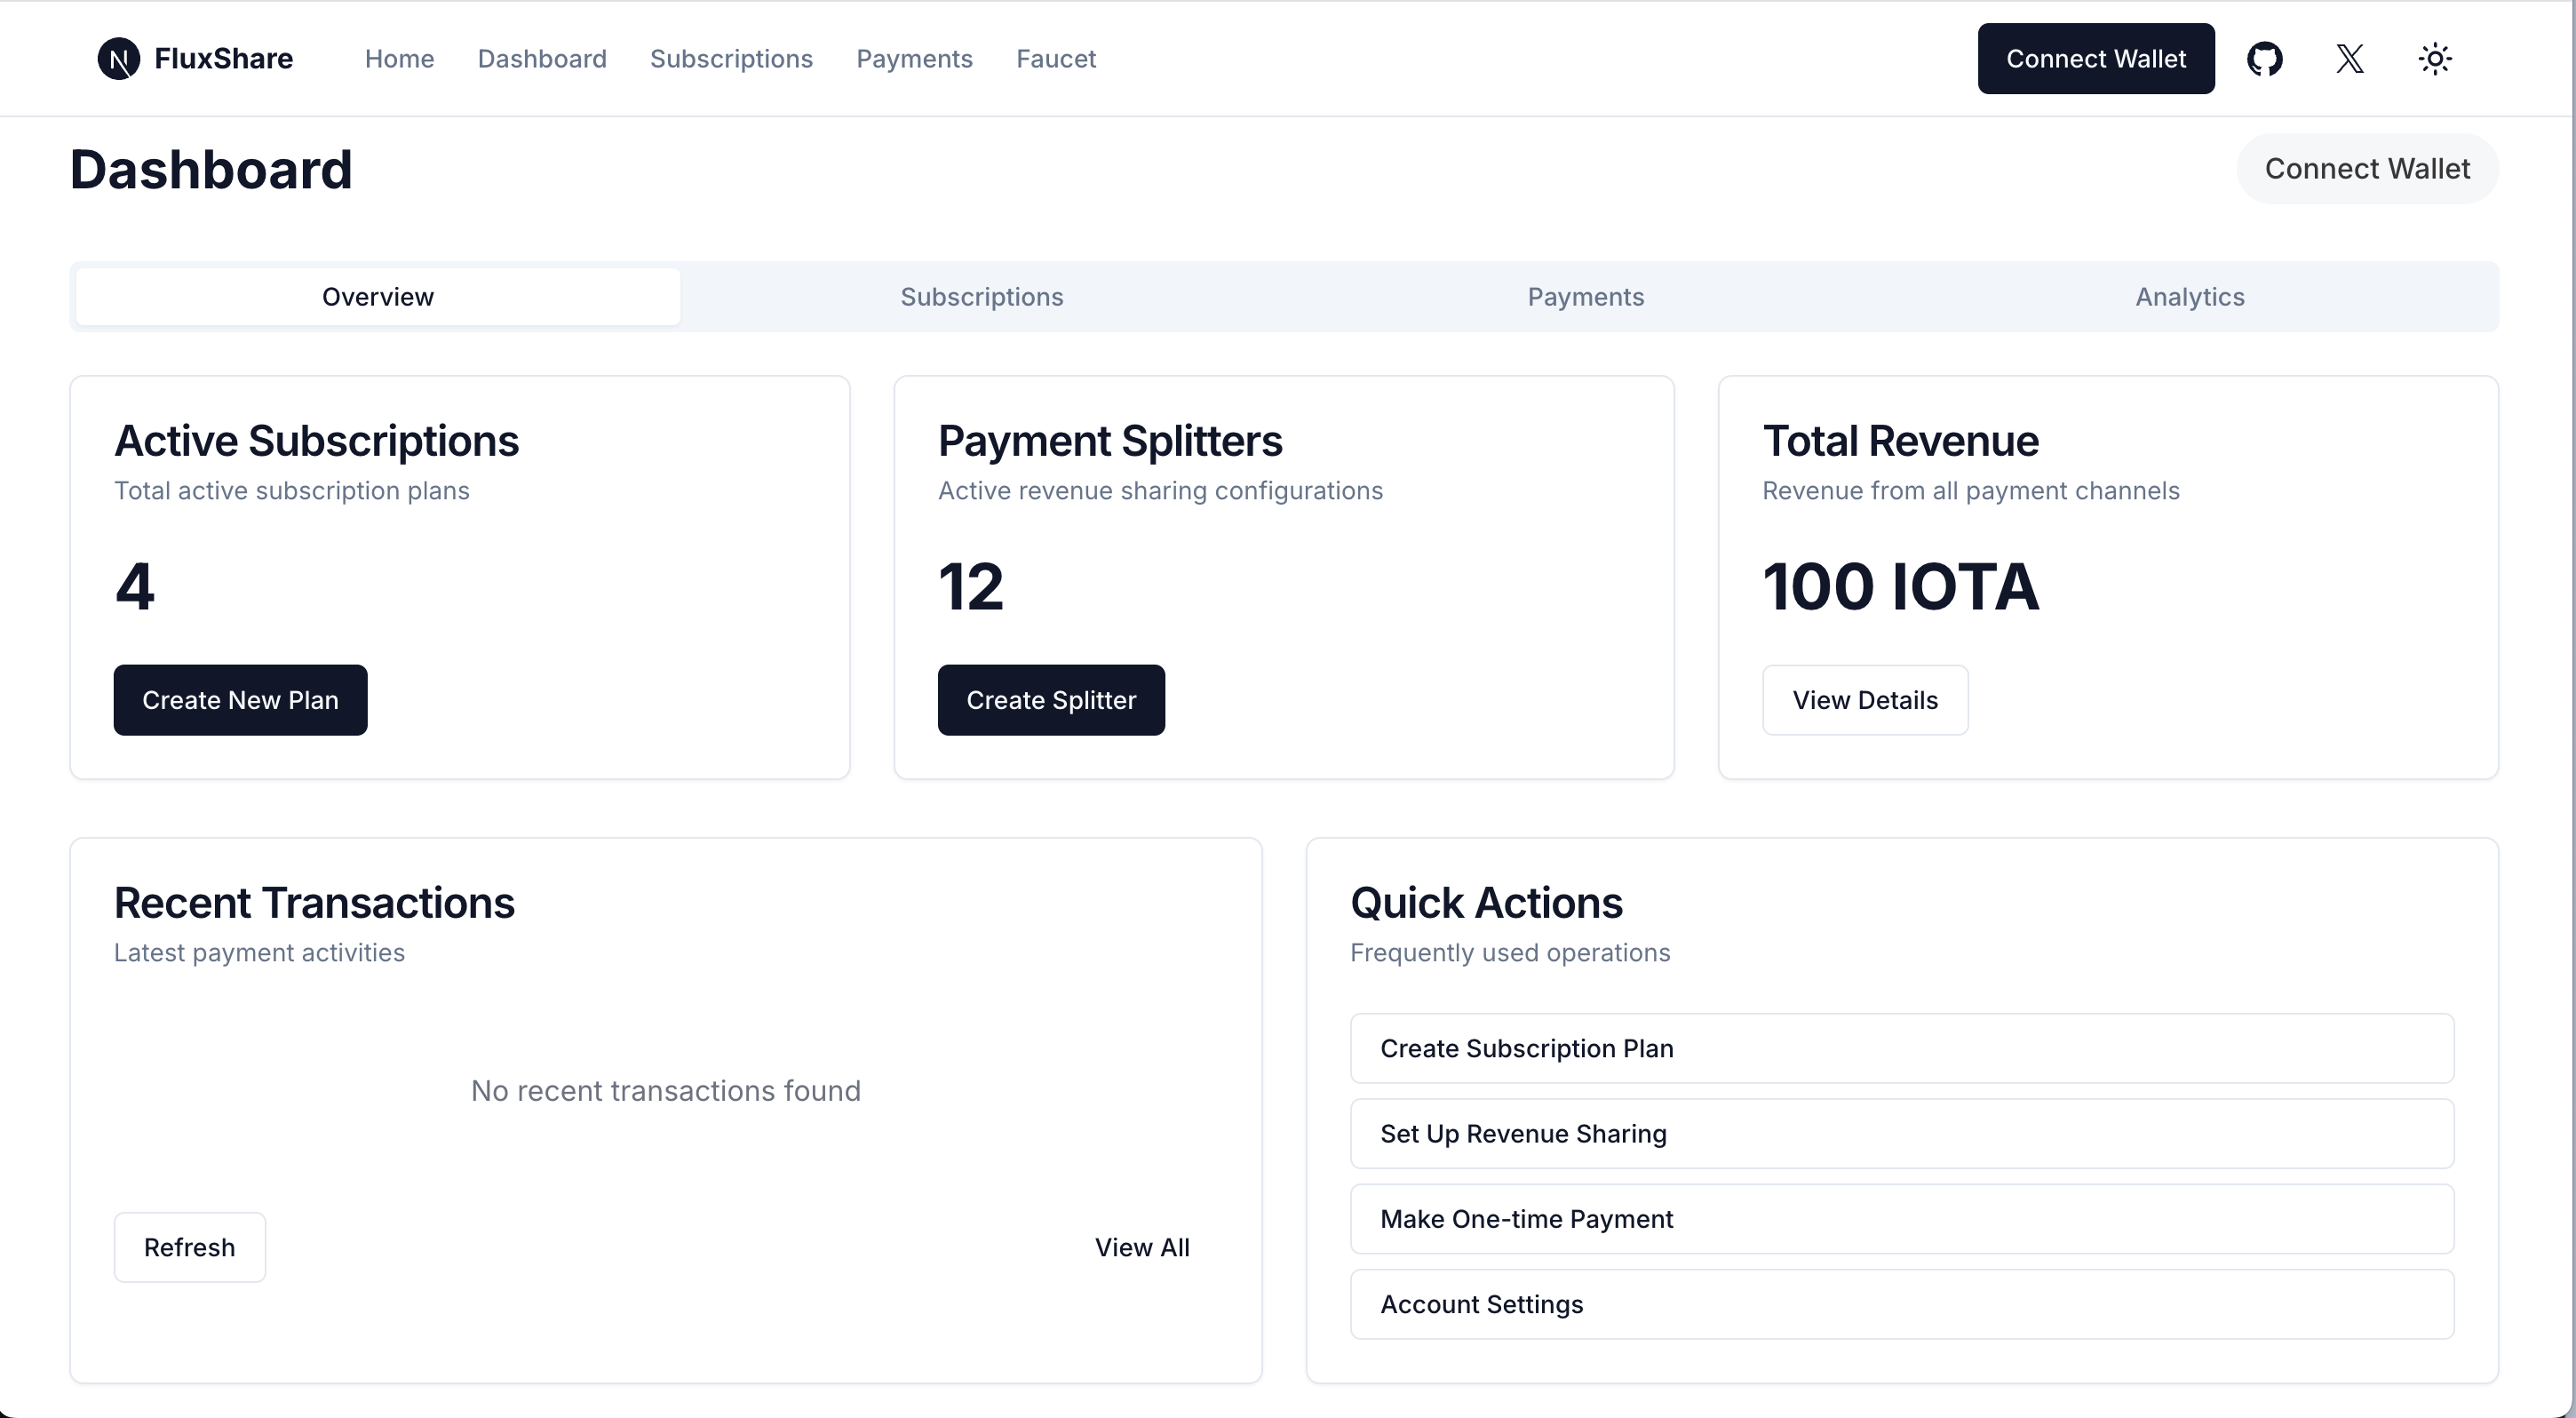 FluxShare
Home
Dashboard
Subscriptions
Payments
Faucet
Connect Wallet
Dashboard
Connect Wallet
Overview
Subscriptions
Payments
Analytics
Active Subscriptions
Total active subscription plans
4
Create New Plan
Payment Splitters
Active revenue sharing configurations
12
Create Splitter
Total Revenue
Revenue from all payment channels
100 IOTA
View Details
Recent Transactions
Latest payment activities
No recent transactions found
Refresh
View All
Quick Actions
Frequently used operations
Create Subscription Plan
Set Up Revenue Sharing
Make One-time Payment
Account Settings